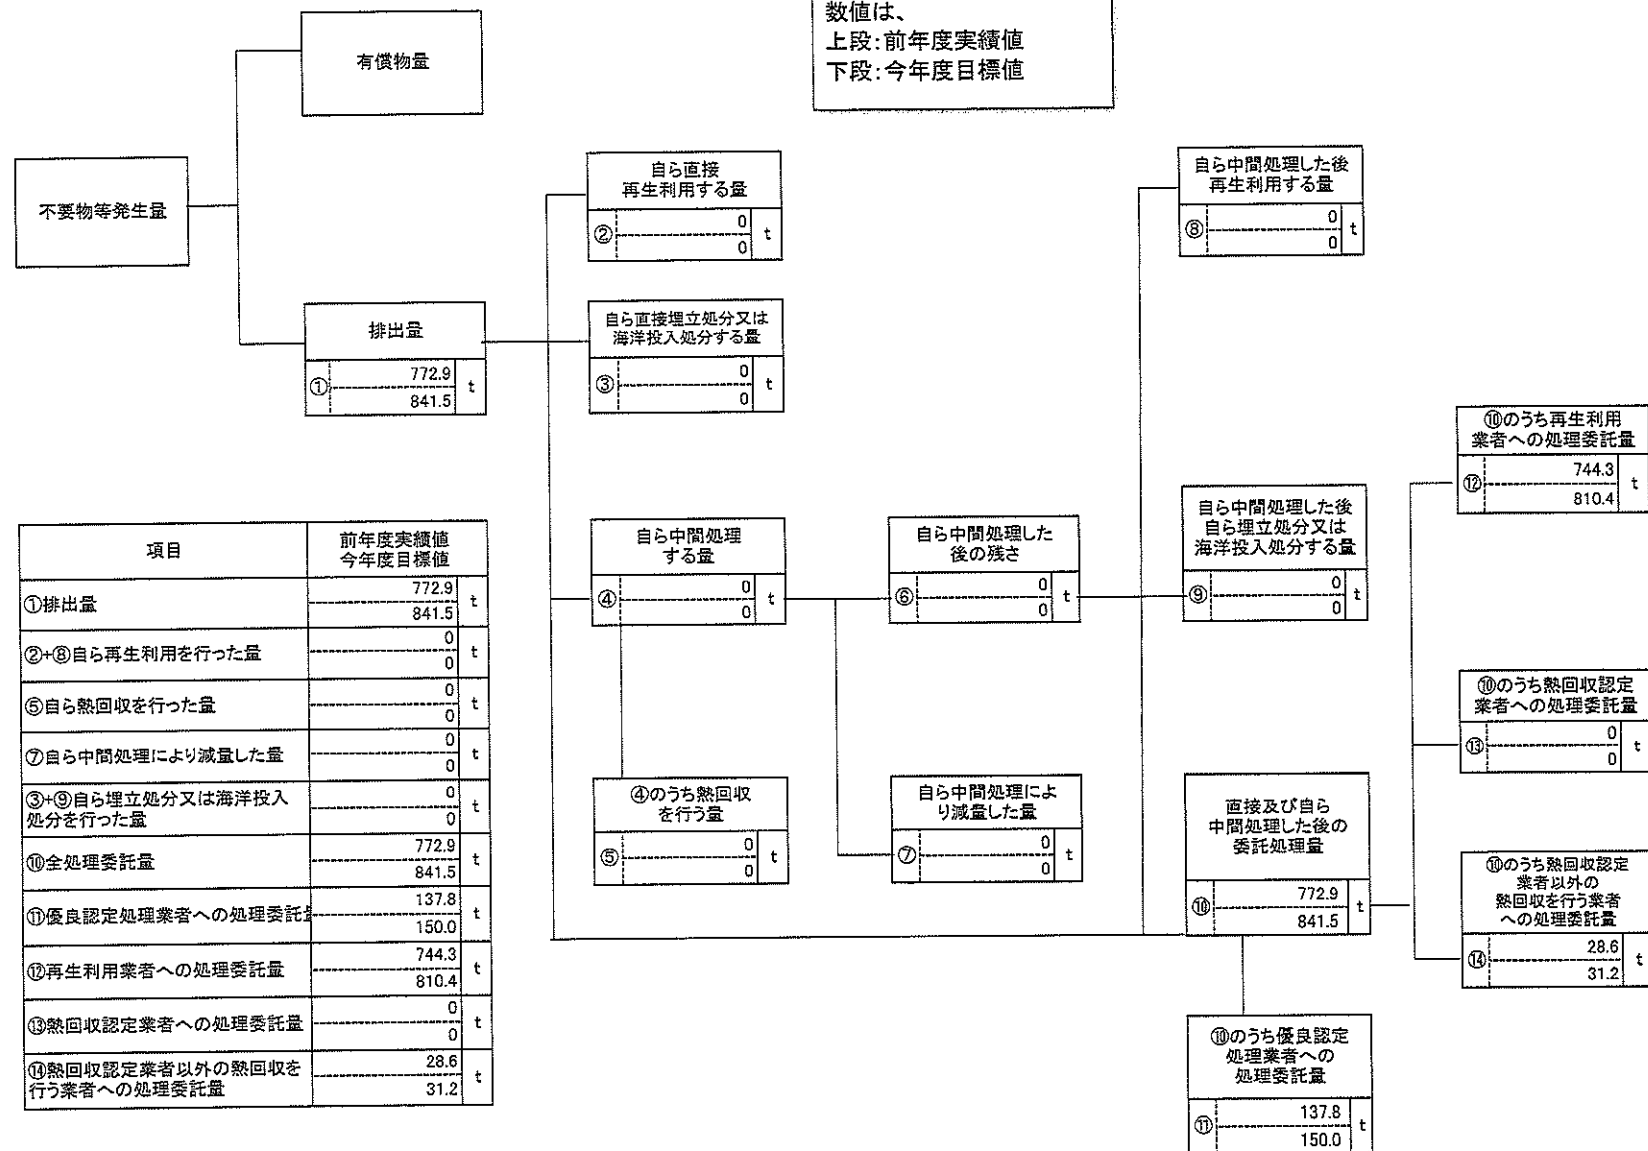 数値は、
上段:前年度実績値
下段:今年度目標値
有償物量
不要物等発生量
排出量
① 772.9 t
841.5
自ら直接
再生利用する量
② 0 t
0
自ら直接埋立処分又は
海洋投入処分する量
③ 0 t
0
自ら中間処理
する量
④ 0 t
0
④のうち熱回収
を行う量
⑤ 0 t
0
自ら中間処理した
後の残さ
⑥ 0 t
0
自ら中間処理によ
り減量した量
⑦ 0 t
0
自ら中間処理した後
再生利用する量
⑧ 0 t
0
自ら中間処理した後
自ら埋立処分又は
海洋投入処分する量
⑨ 0 t
0
直接及び自ら
中間処理した後の
委託処理量
⑩ 772.9 t
841.5
⑩のうち優良認定
処理業者への
処理委託量
⑪ 137.8 t
150.0
⑩のうち再生利用
業者への処理委託量
⑫ 744.3 t
810.4
⑩のうち熱回収認定
業者への処理委託量
⑬ 0 t
0
⑩のうち熱回収認定
業者以外の
熱回収を行う業者
への処理委託量
⑭ 28.6 t
31.2
項目 前年度実績値
今年度目標値
①排出量 772.9 t
841.5
②+⑧自ら再生利用を行った量 0 t
0
⑤自ら熱回収を行った量 0 t
0
⑦自ら中間処理により減量した量 0 t
0
③+⑨自ら埋立処分又は海洋投入
処分を行った量 0 t
0
⑩全処理委託量 772.9 t
841.5
⑪優良認定処理業者への処理委託 137.8 t
150.0
⑫再生利用業者への処理委託量 744.3 t
810.4
⑬熱回収認定業者への処理委託量 0 t
0
⑭熱回収認定業者以外の熱回収を
行う業者への処理委託量 28.6 t
31.2